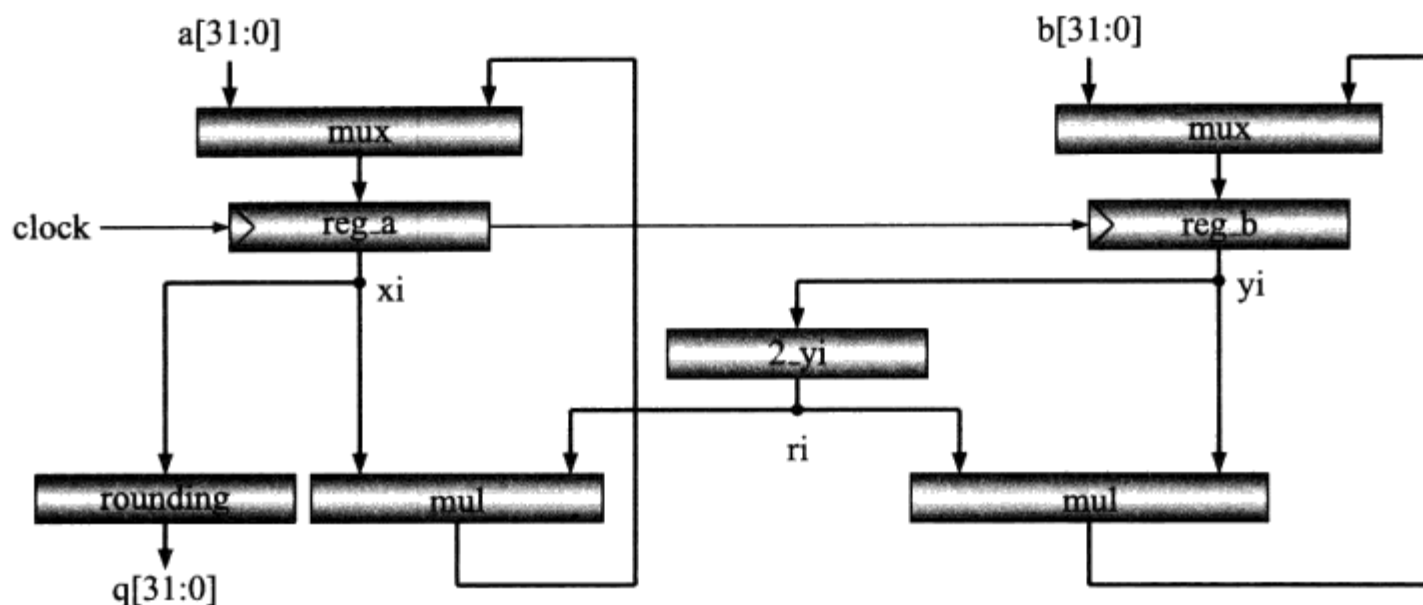 a[31:0]
b[31:0]
mux
mux
clock
reg_a
reg_b
xi
yi
2_yi
ri
rounding
mul
mul
q[31:0]